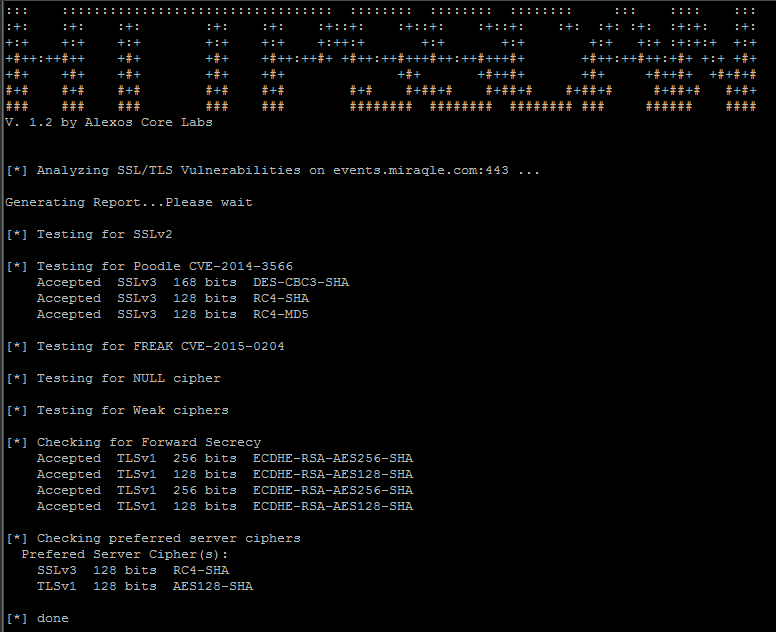 V. 1.2 by Alexos Core Labs
[*] Analyzing SSL/TLS Vulnerabilities on events.miraqle.com:443 ...
Generating Report...Please wait
[*] Testing for SSLv2
[*] Testing for Poodle CVE-2014-3566
Accepted SSLv3 168 bits DES-CBC3-SHA
Accepted SSLv3 128 bits RC4-SHA
Accepted SSLv3 128 bits RC4-MD5
[*] Testing for FREAK CVE-2015-0204
[*] Testing for NULL cipher
[*] Testing for Weak ciphers
[*] Checking for Forward Secrecy
Accepted TLSv1 256 bits ECDHE-RSA-AES256-SHA
Accepted TLSv1 128 bits ECDHE-RSA-AES128-SHA
Accepted TLSv1 256 bits ECDHE-RSA-AES256-SHA
Accepted TLSv1 128 bits ECDHE-RSA-AES128-SHA
[*] Checking preferred server ciphers
Prefered Server Cipher(s):
SSLv3 128 bits RC4-SHA
TLSv1 128 bits AES128-SHA
[*] done